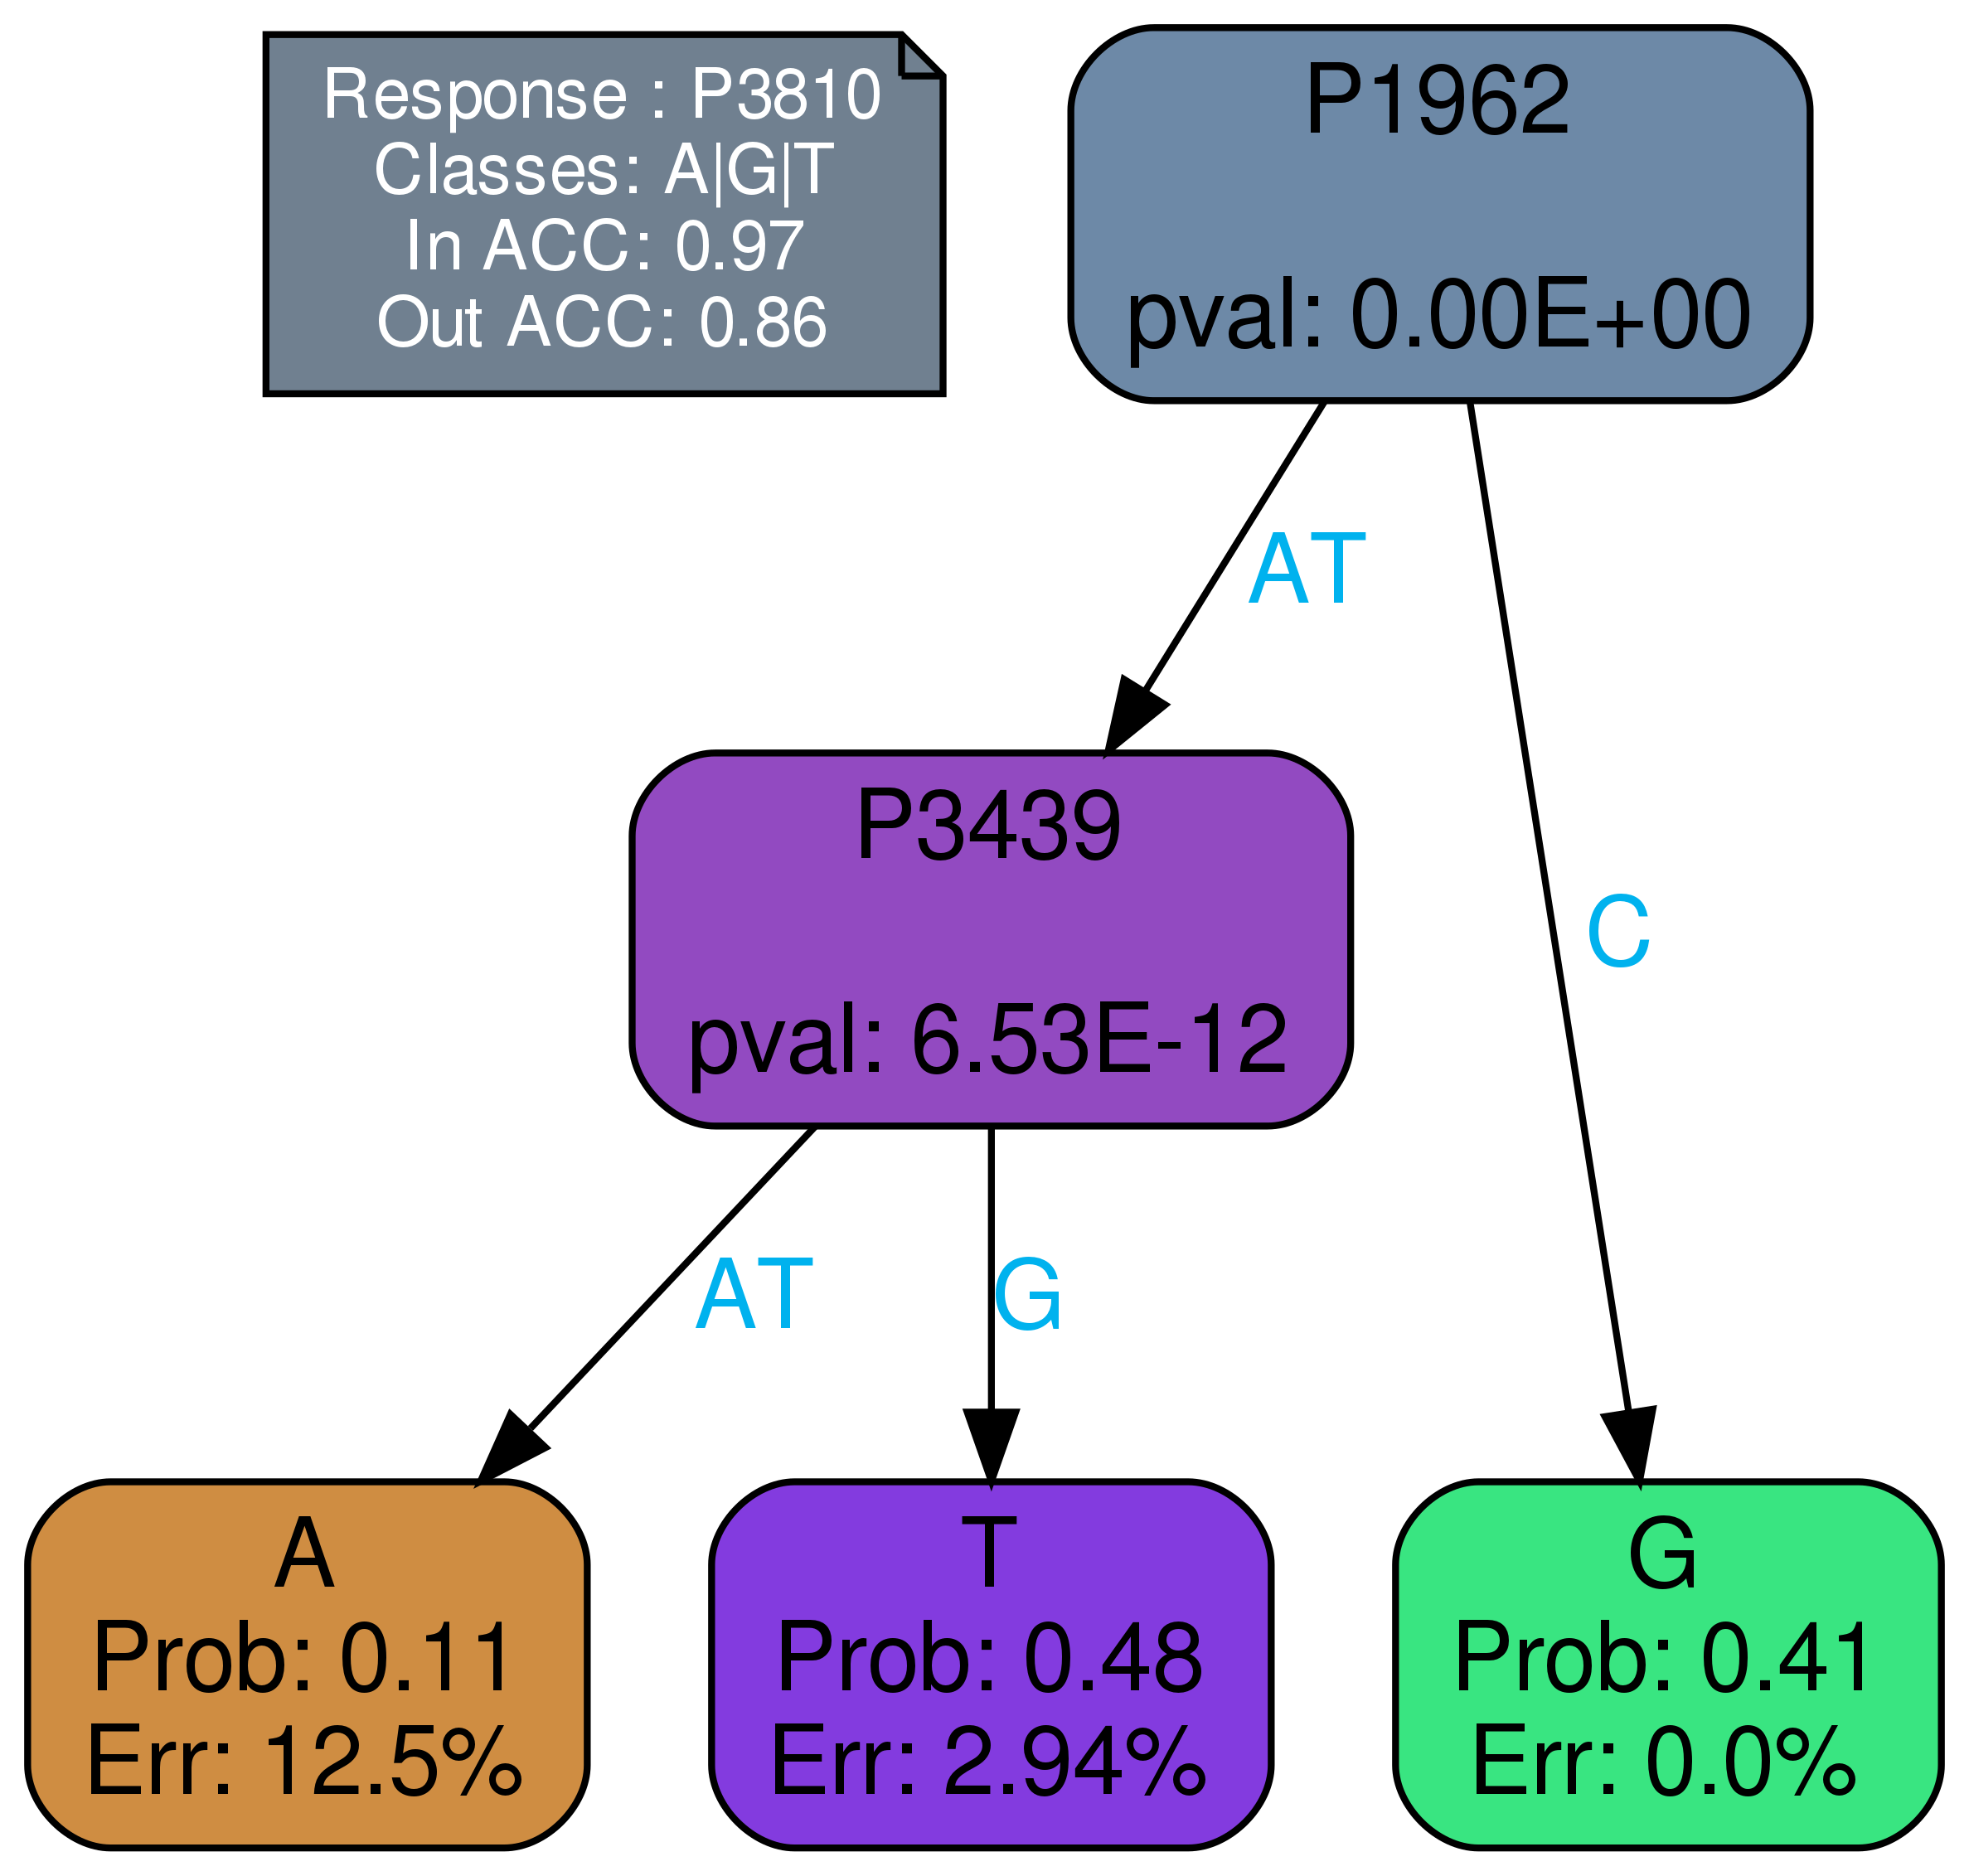 Response : P3810
Classes: A|G|T
In ACC: 0.97
Out ACC: 0.86
P1962
pval: 0.00E+00
AT
C
P3439
pval: 6.53E-12
AT
G
A
Prob: 0.11
Err: 12.5%
T
Prob: 0.48
Err: 2.94%
G
Prob: 0.41
Err: 0.0%